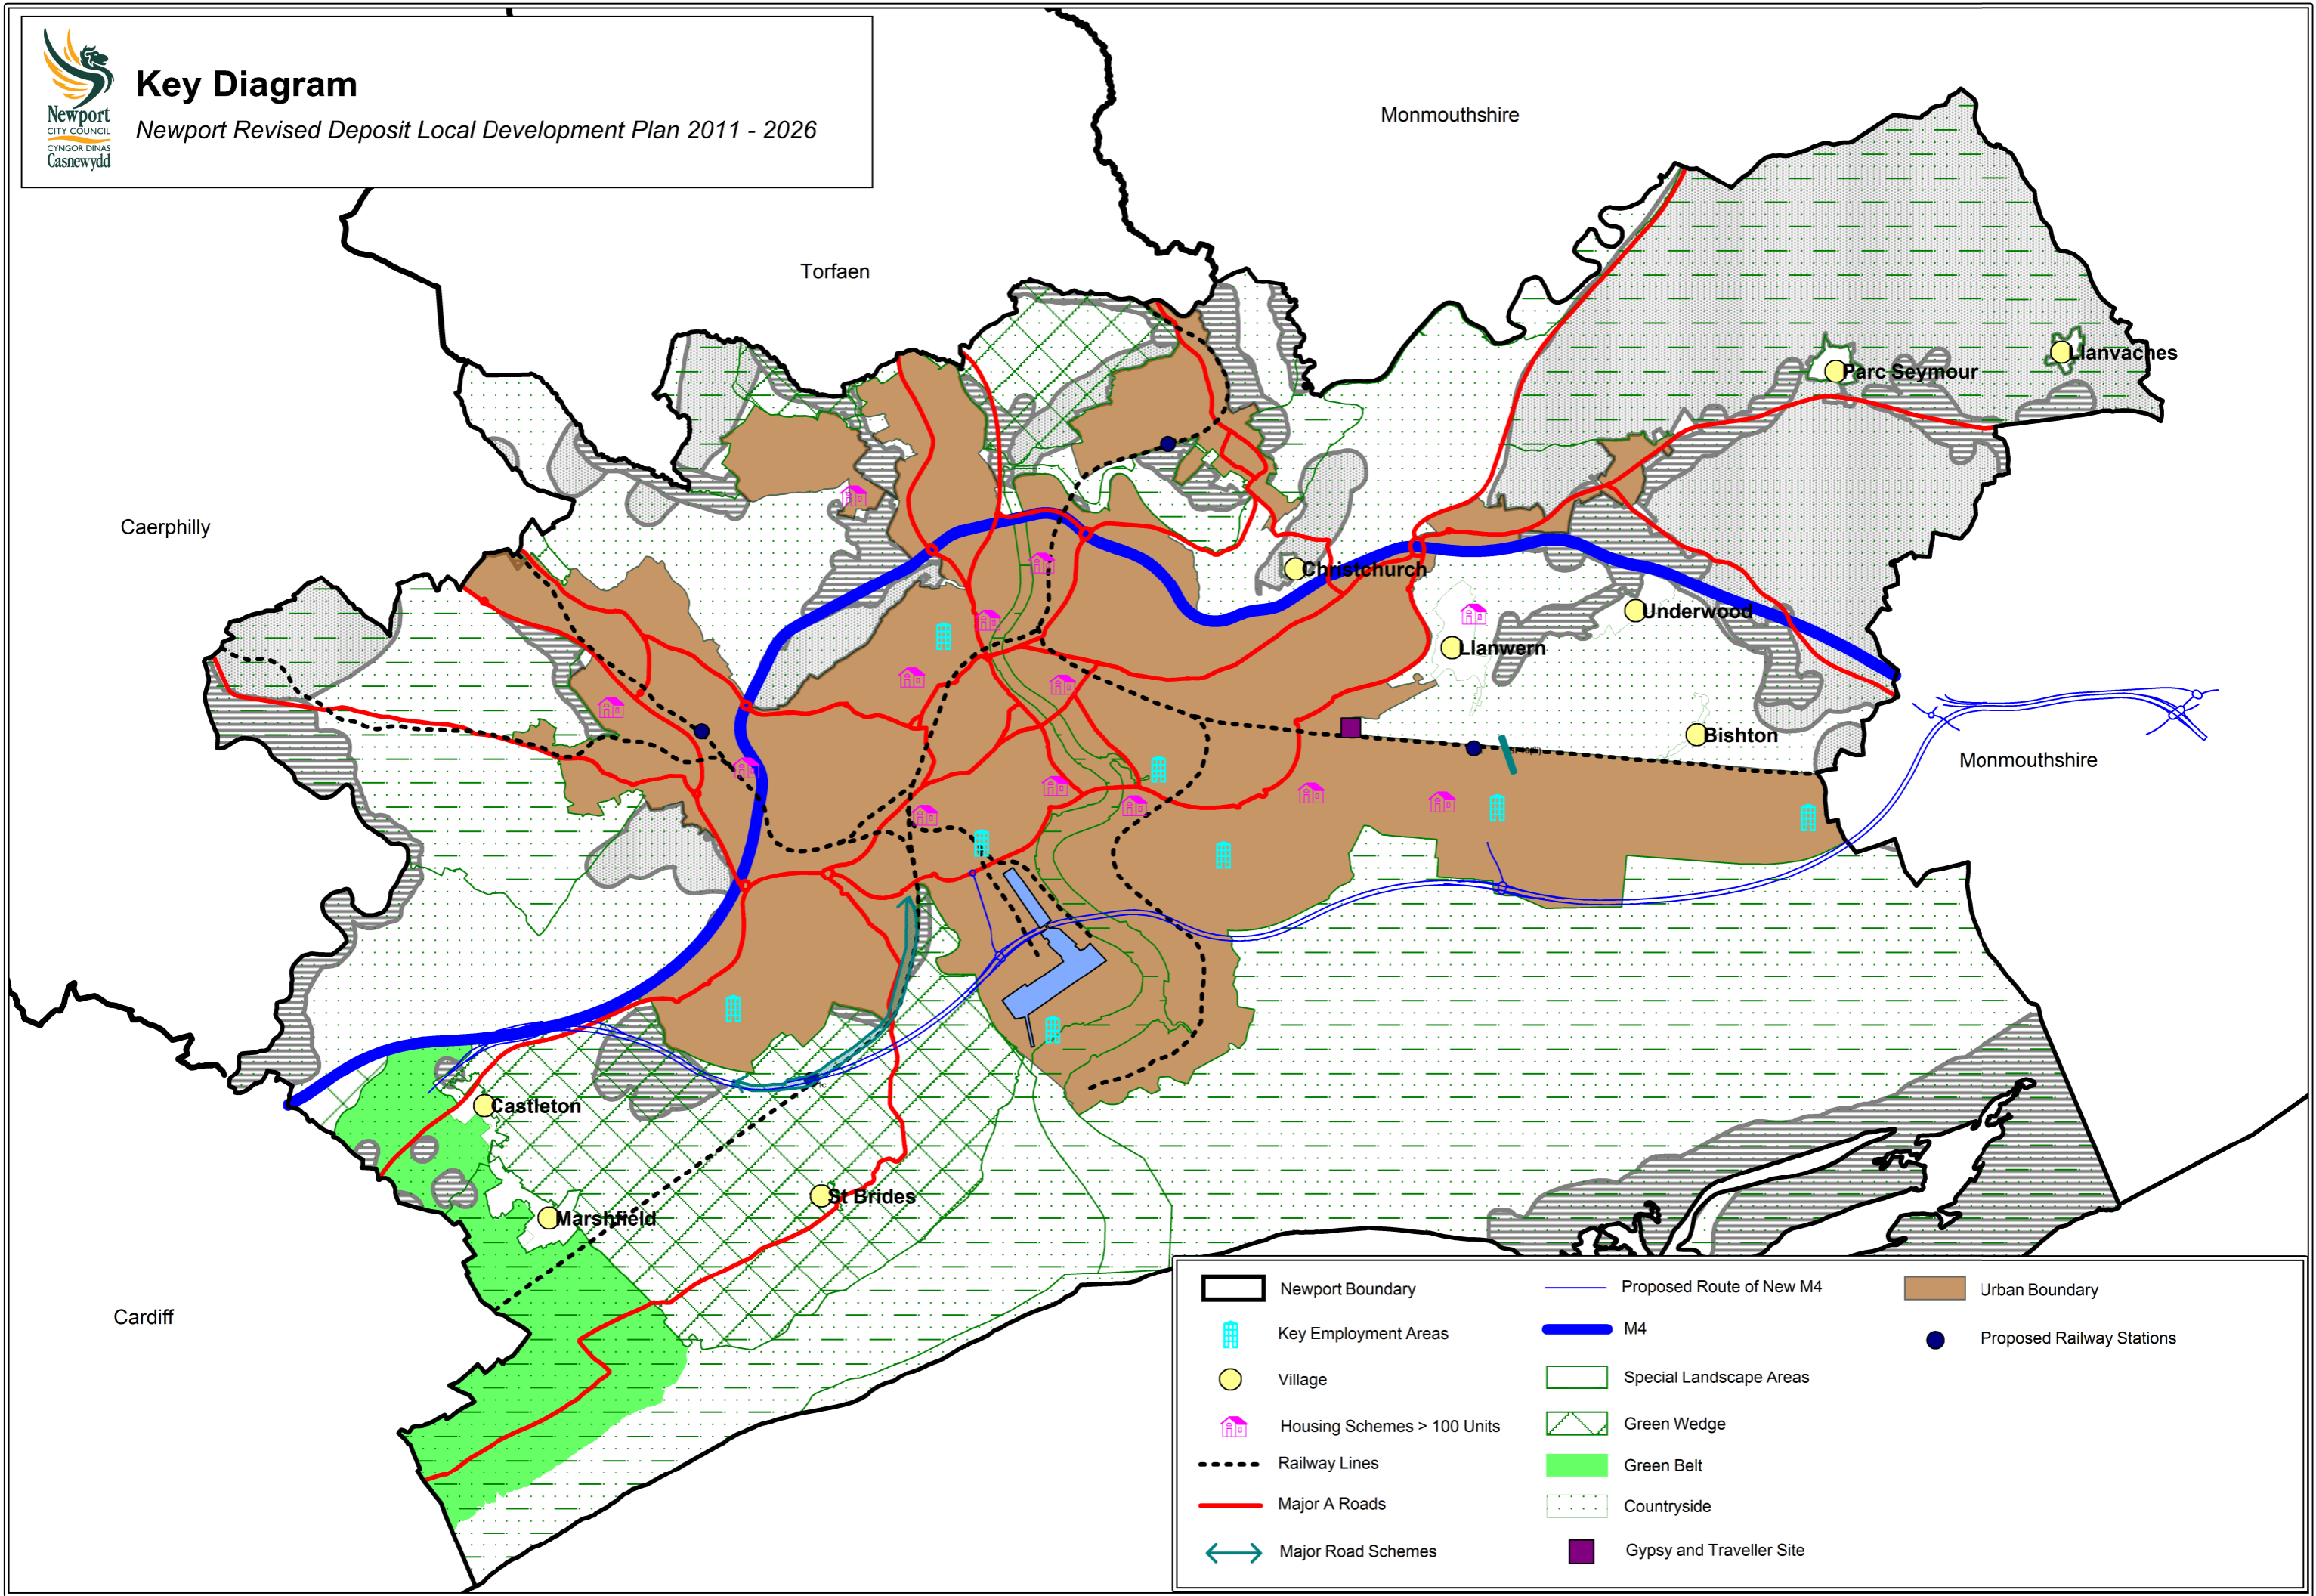 Newport
CITY COUNCIL
CYNGOR DINAS
Casnewydd
Key Diagram
Newport Revised Deposit Local Development Plan 2011 - 2026
Monmouthshire
Torfaen
Llanvaches
Parc Seymour
Caerphilly
Christchurch
Underwood
Llanwern
Bishton
Monmouthshire
Castleton
St Brides
Marshfield
Cardiff
Newport Boundary
Key Employment Areas
Village
Housing Schemes > 100 Units
Railway Lines
Major A Roads
Major Road Schemes
Proposed Route of New M4
M4
Special Landscape Areas
Green Wedge
Green Belt
Countryside
Gypsy and Traveller Site
Urban Boundary
Proposed Railway Stations